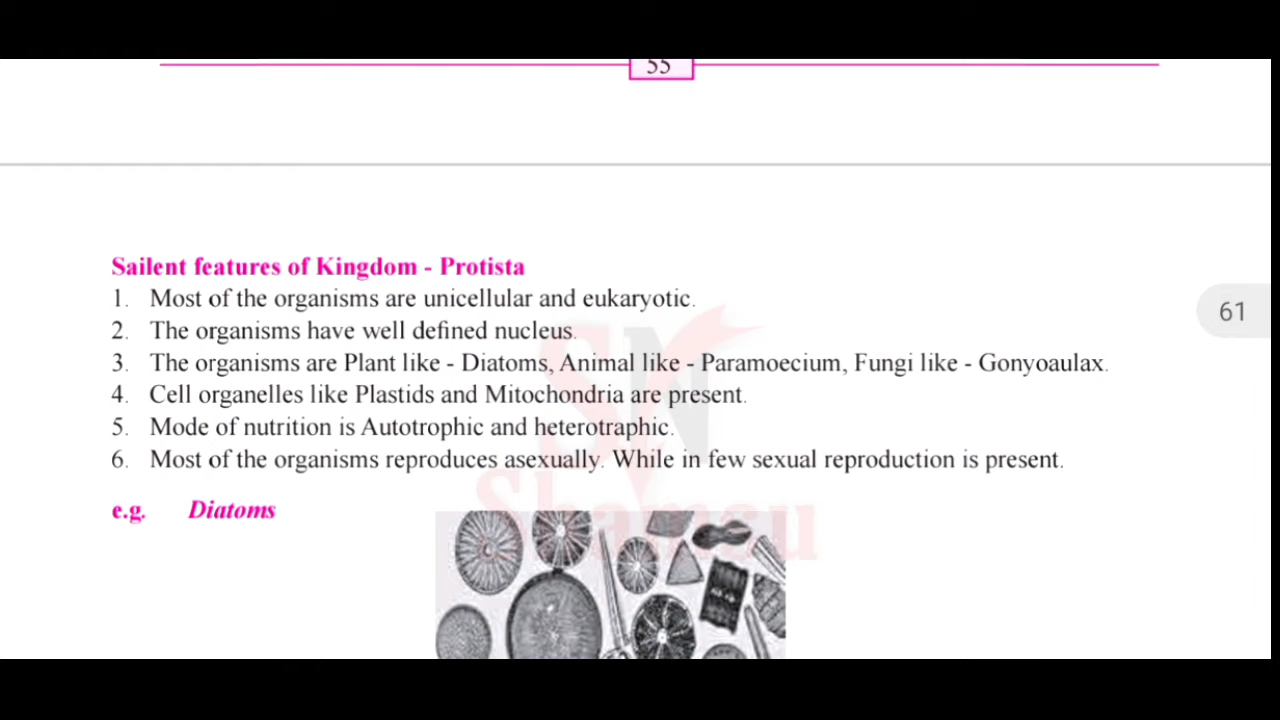 55
Sailent features of Kingdom - Protista
1. Most of the organisms are unicellular and eukaryotic.
2. The organisms have well defined nucleus.
61
3. The organisms are Plant like - Diatoms, Animal like - Paramoecium, Fungi like - Gonyoaulax.
4. Cell organelles like Plastids and Mitochondria are present.
5. Mode of nutrition is Autotrophic and heterotraphic.
6. Most of the organisms reproduces asexually. While in few sexual reproduction is present.
e.g. Diatoms